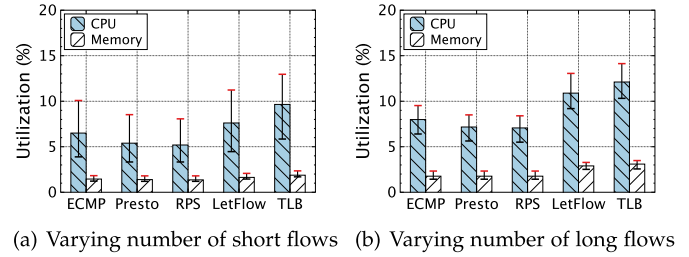 Utilization (%)
20
15
10
5
0
CPU
Memory
ECMP Presto RPS LetFlow TLB
(a) Varying number of short flows
Utilization (%)
20
15
10
5
0
CPU
Memory
ECMP Presto RPS LetFlow TLB
(b) Varying number of long flows